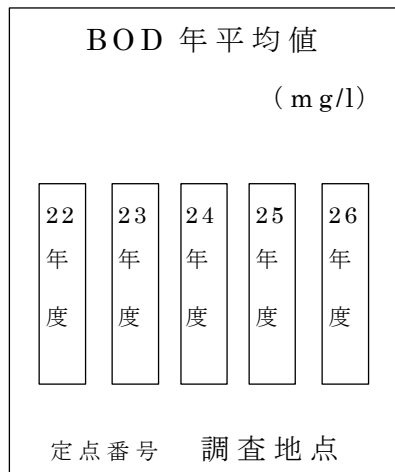 BOD 年平均値
(mg/l)
22年度
23年度
24年度
25年度
26年度
定点番号 調査地点